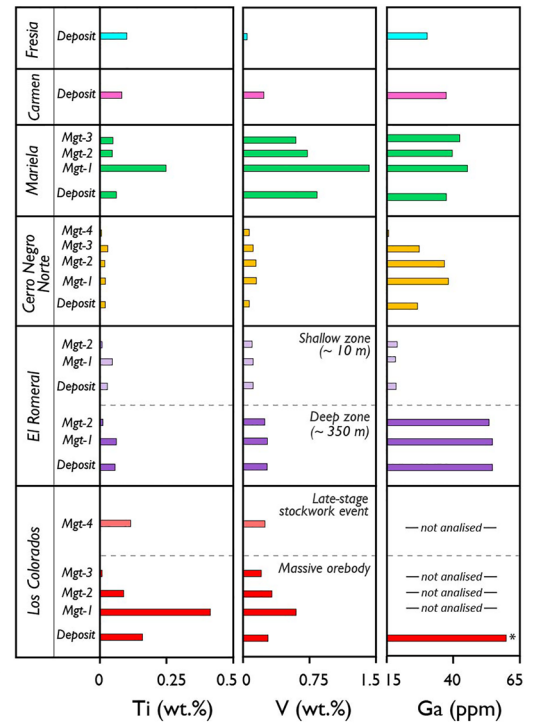 Fresia
Deposit
Carmen
Deposit
Mariela
Mgt-3
Mgt-2
Mgt-1
Deposit
Cerro Negro
Norte
Mgt-4
Mgt-3
Mgt-2
Mgt-1
Deposit
El Romeral
Mgt-2
Mgt-1
Deposit
Shallow zone
(~ 10 m)
Mgt-2
Mgt-1
Deposit
Deep zone
(~ 350 m)
Los Colorados
Mgt-4
Late-stage
stockwork event
not analised
Mgt-3
Mgt-2
Mgt-1
Deposit
Massive orebody
not analised
not analised
not analised
*
0 0.25 0.5
0 0.75 1.5
15 40 65
Ti (wt.%)
V (wt.%)
Ga (ppm)